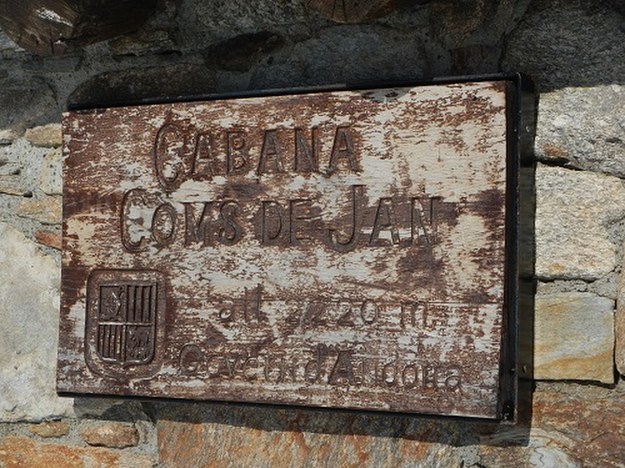 CABANA
COMS DE JAN
alt 2220 m.
Govern d'Andorra